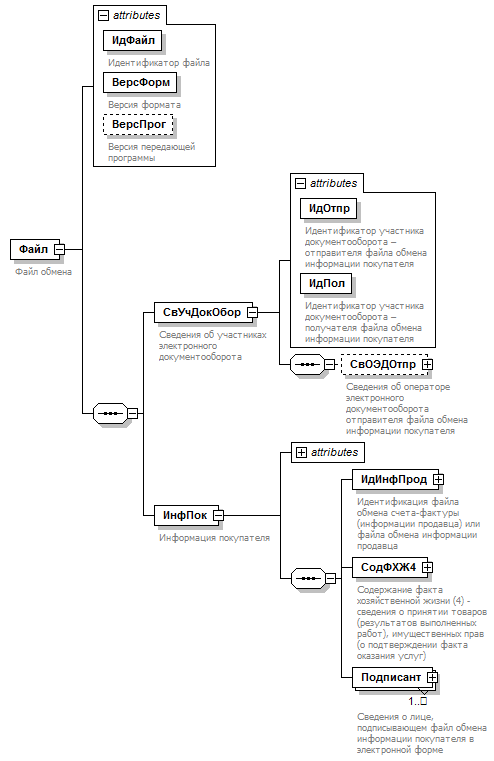 attributes
ИдФайл
Идентификатор файла
ВерсФорм
Версия формата
ВерсПрог
Версия передающей
программы
Файл
Файл обмена
attributes
ИдОтпр
Идентификатор участника
документооборота –
отправителя файла обмена
информации покупателя
ИдПол
Идентификатор участника
документооборота –
получателя файла обмена
информации покупателя
СвУчДокОбор
Сведения об участниках
электронного
документооборота
СвОЭДОтпр
Сведения об операторе
электронного
документооборота
отправителя файла обмена
информации покупателя
attributes
ИнфПок
Информация покупателя
ИдИнфПрод
Идентификация файла
обмена счета-фактуры
(информации продавца) или
файла обмена информации
продавца
СодФХЖ4
Содержание факта
хозяйственной жизни (4) -
сведения о принятии товаров
(результатов выполненных
работ), имущественных прав
(о подтверждении факта
оказания услуг)
Подписант
1..
Сведения о лице,
подписывающем файл обмена
информации покупателя в
электронной форме